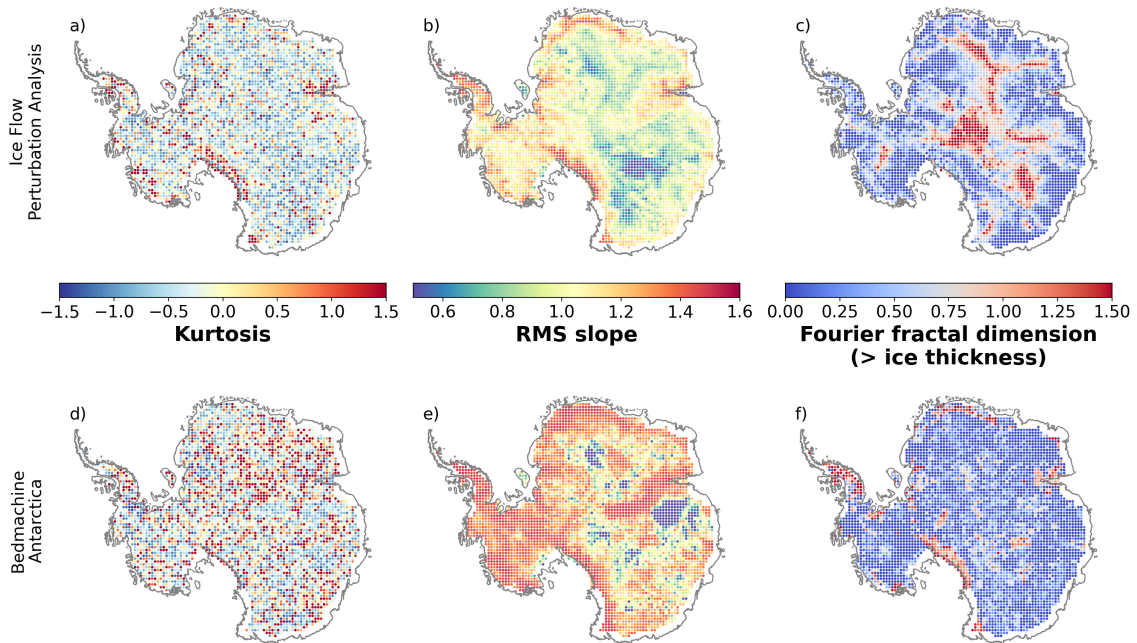 a)
b)
c)
Ice Flow
Perturbation Analysis
−1.5 −1.0 −0.5 0.0 0.5 1.0 1.5
Kurtosis
0.6 0.8 1.0 1.2 1.4 1.6
RMS slope
0.00 0.25 0.50 0.75 1.00 1.25 1.50
Fourier fractal dimension
(> ice thickness)
d)
e)
f)
Bedmachine
Antarctica